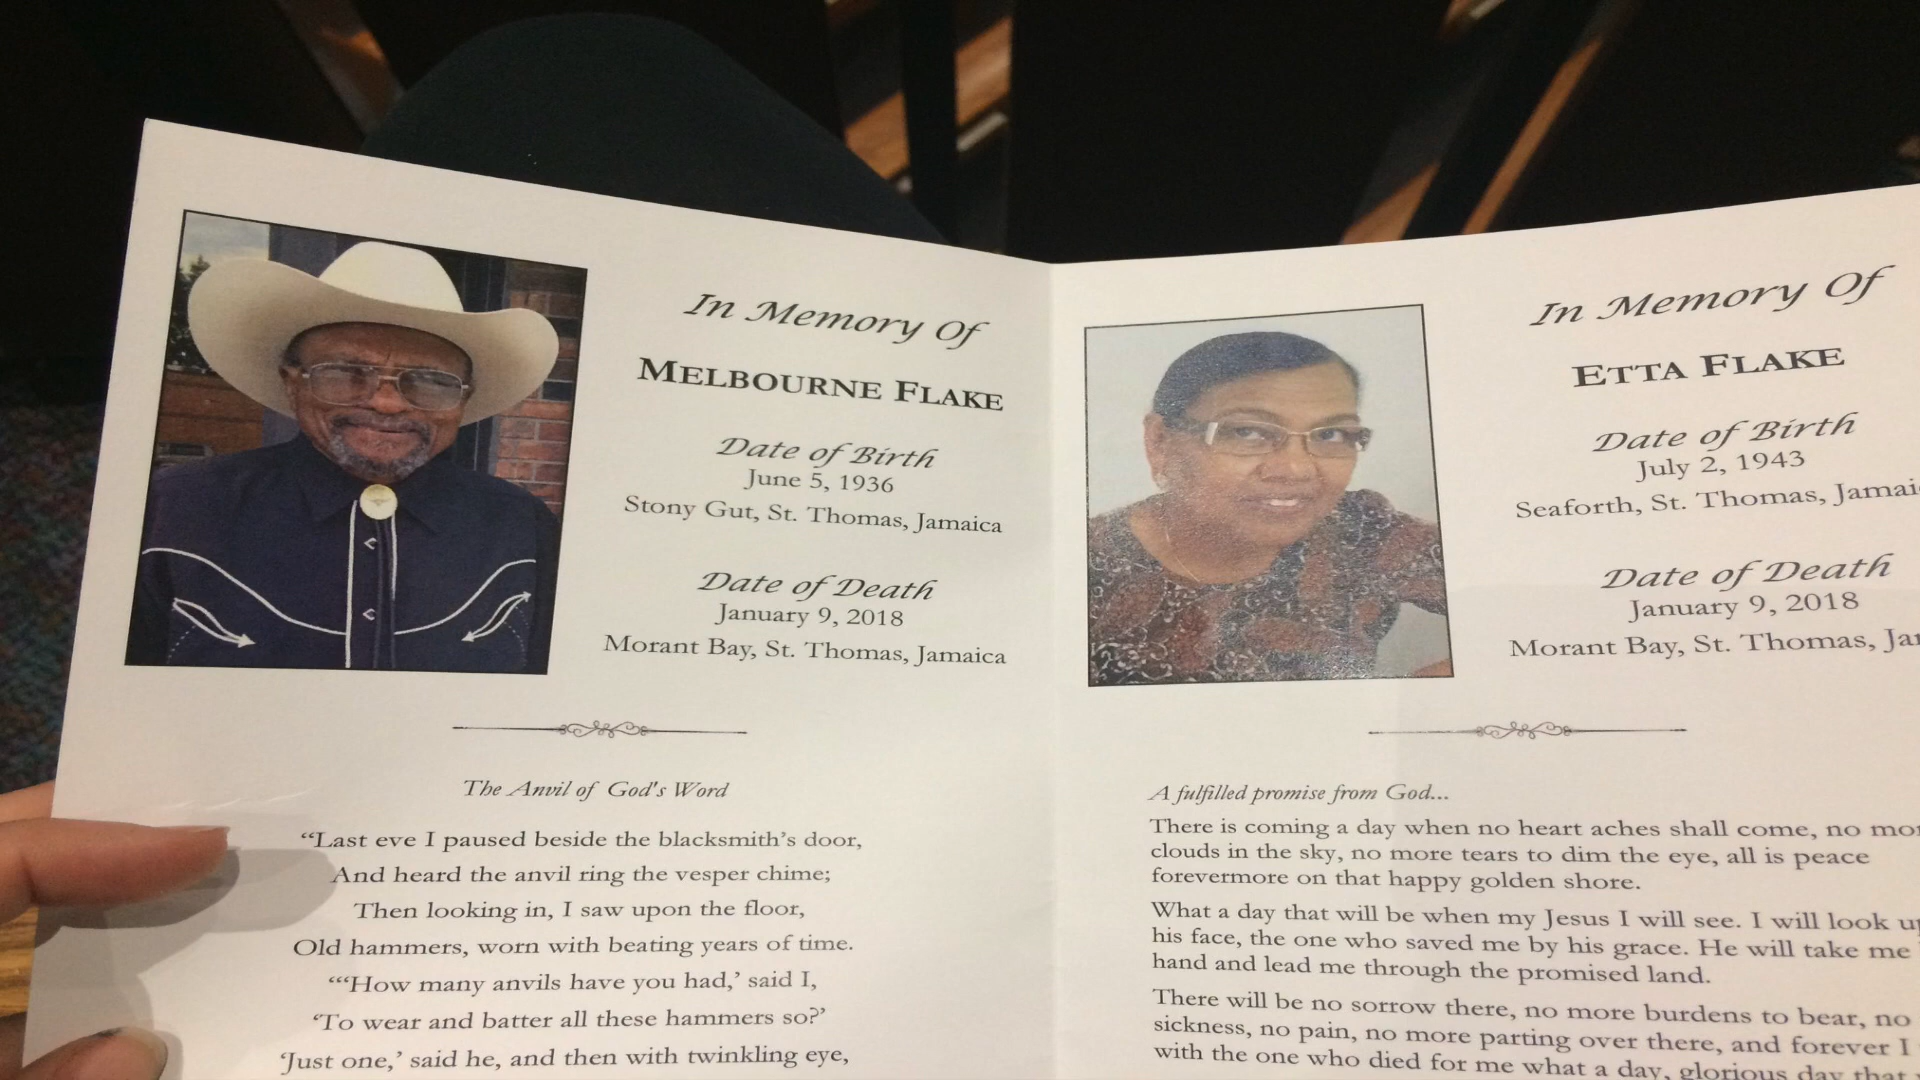 In Memory Of
MELBOURNE FLAKE
Date of Birth
June 5, 1936
Stony Gut, St. Thomas, Jamaica
Date of Death
January 9, 2018
Morant Bay, St. Thomas, Jamaica
The Anvil of God's Word
“Last eve I paused beside the blacksmith’s door,
And heard the anvil ring the vesper chime;
Then looking in, I saw upon the floor,
Old hammers, worn with beating years of time.
“‘How many anvils have you had,’ said I,
‘To wear and batter all these hammers so?’
‘Just one,’ said he, and then with twinkling eye,
In Memory Of
ETTA FLAKE
Date of Birth
July 2, 1943
Seaforth, St. Thomas,
Date of Death
January 9, 2018
Morant Bay, St. Thomas,
A fulfilled promise from God...
There is coming a day when no heart aches shall come, no
clouds in the sky, no more tears to dim the eye, all is peace
forevermore on that happy golden shore.
What a day that will be when my Jesus I will see. I will look
his face, the one who saved me by his grace. He will take me
hand and lead me through the promised land.
There will be no sorrow there, no more burdens to bear, no
sickness, no pain, no more parting over there, and forever I
with the one who died for me what a day, glorious day that